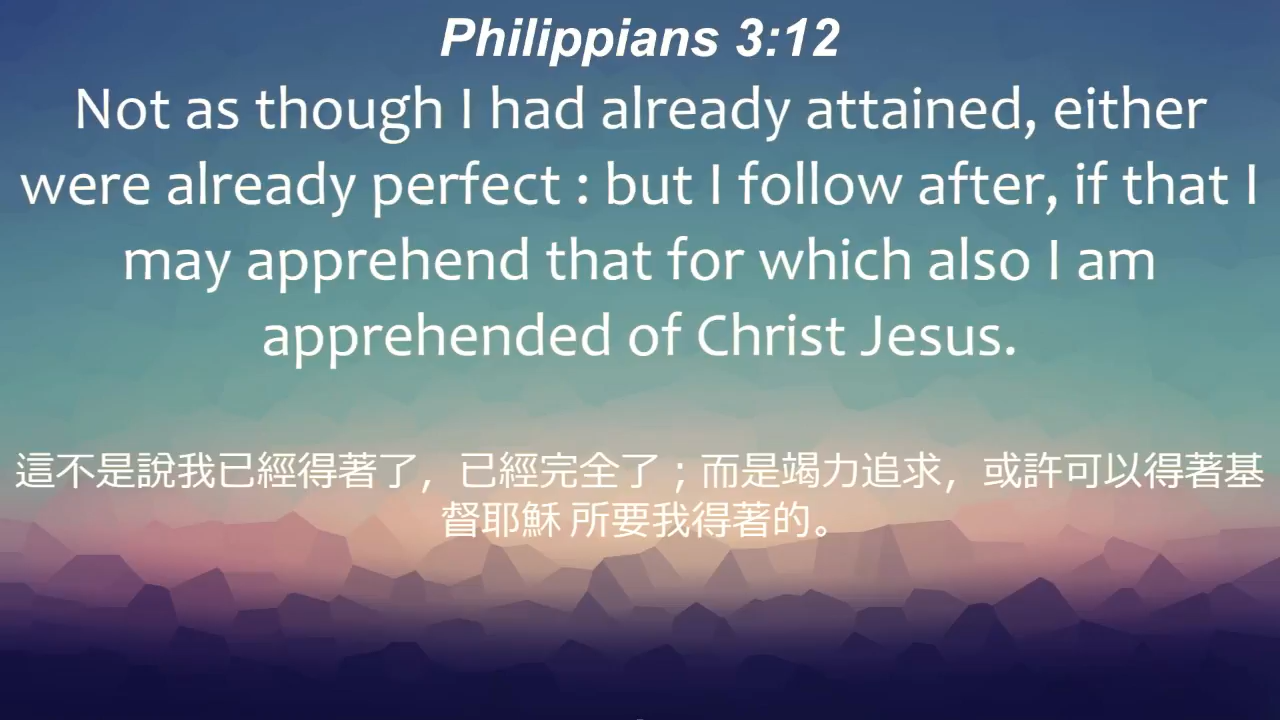 Philippians 3:12
Not as though I had already attained, either
were already perfect : but I follow after, if that I
may apprehend that for which also I am
apprehended of Christ Jesus.
這不是說我已經得著了，已經完全了；而是竭力追求，或許可以得著基
督耶穌 所要我得著的。